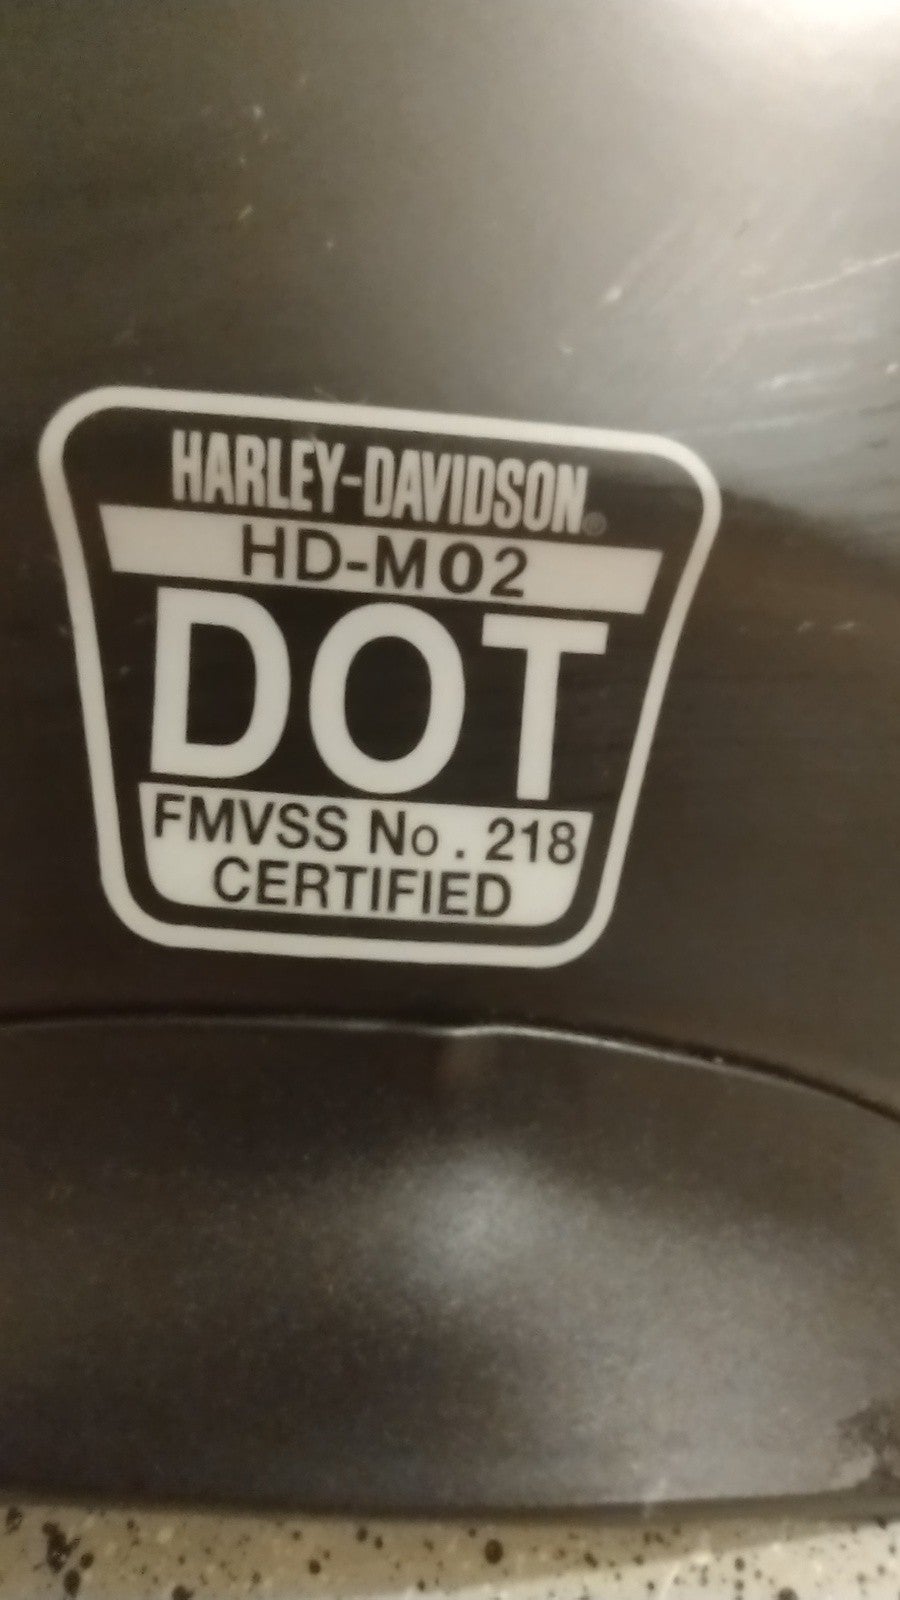 HARLEY-DAVIDSON®
HD-M02
DOT
FMVSS No. 218
CERTIFIED